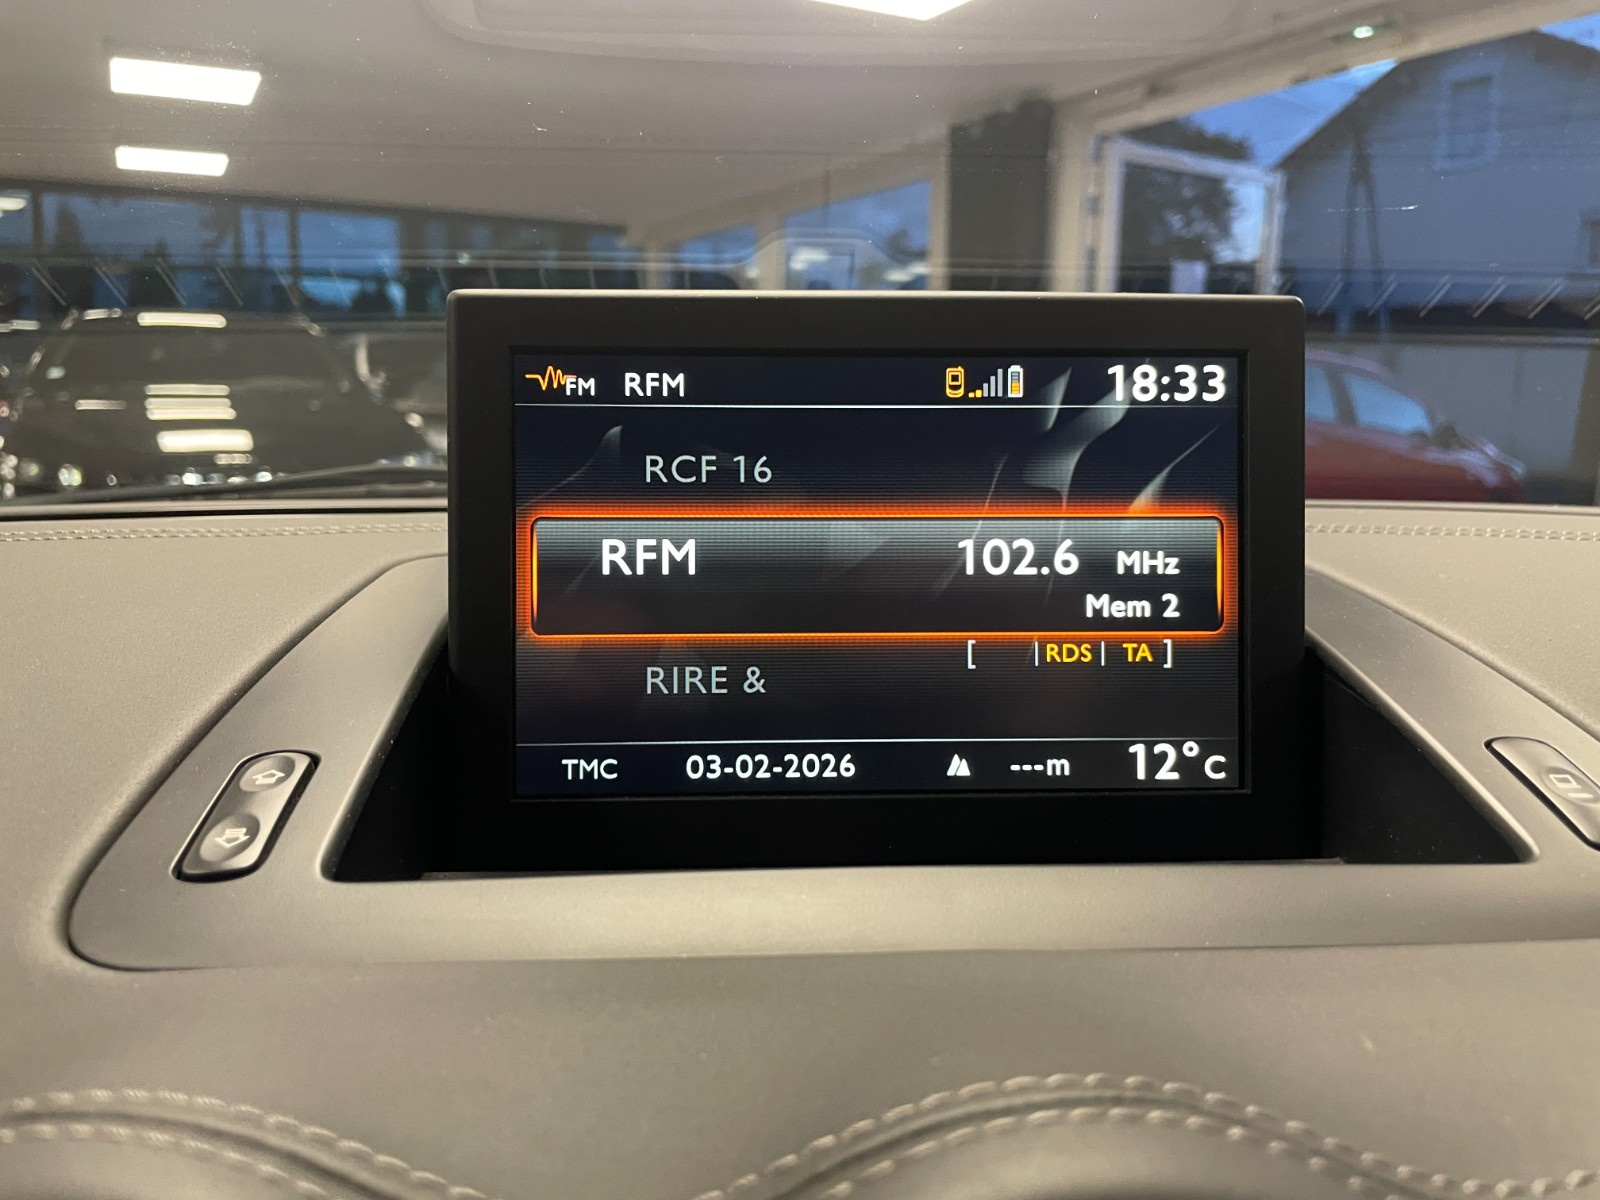 FM RFM 18:33
RCF 16
RFM 102.6 MHz
Mem 2
[ |RDS| TA ]
RIRE &
TMC 03-02-2026 ---m 12°C